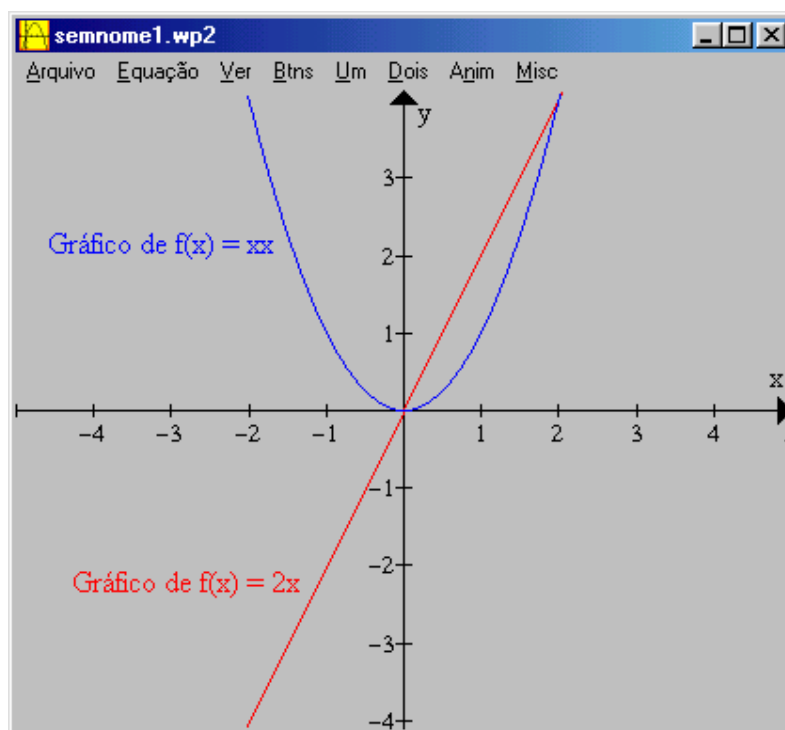 semnome1.wp2
Arquivo Equação Ver Btns Um Dois Anim Misc
y
3
Gráfico de f(x) = xx
2
1
x
−4 −3 −2 −1 1 2 3 4
−1
−2
Gráfico de f(x) = 2x
−3
−4